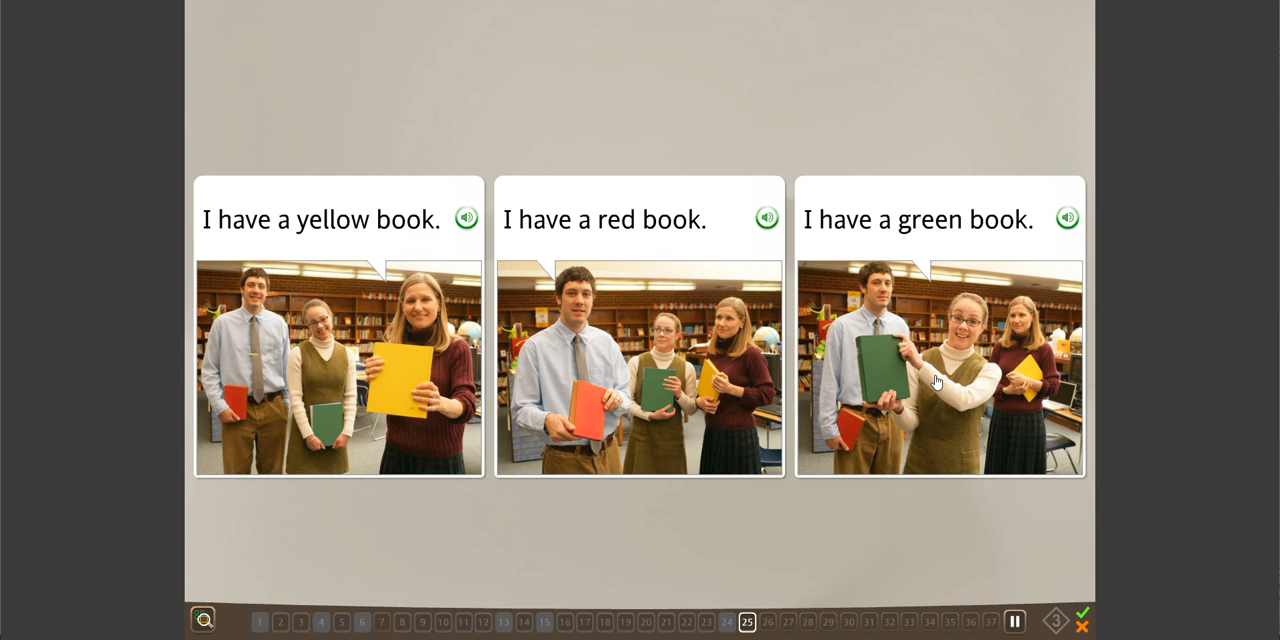 I have a yellow book.
I have a red book.
I have a green book.
1 2 3 4 5 6 7 8 9 10 11 12 13 14 15 16 17 18 19 20 21 22 23 24 25 26 27 28 29 30 31 32 33 34 35 36 37
3